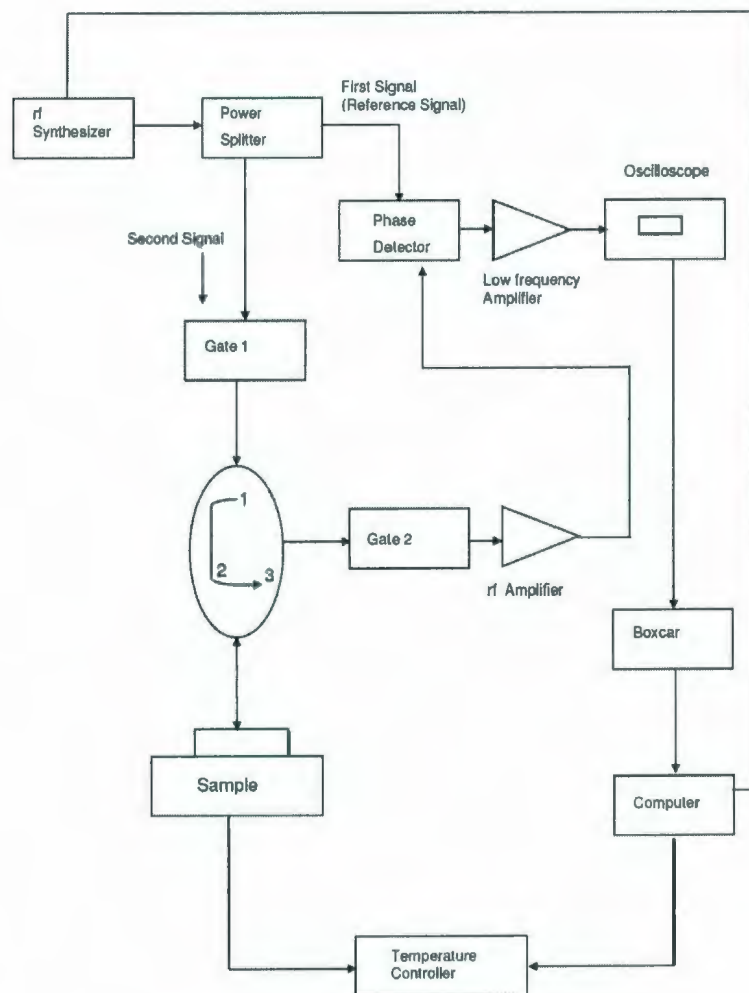 First Signal
(Reference Signal)
rf
Synthesizer
Power
Splitter
Oscilloscope
Phase
Detector
Second Signal
Low frequency
Amplifier
Gate 1
1
2
3
Gate 2
rf Amplifier
Boxcar
Sample
Computer
Temperature
Controller